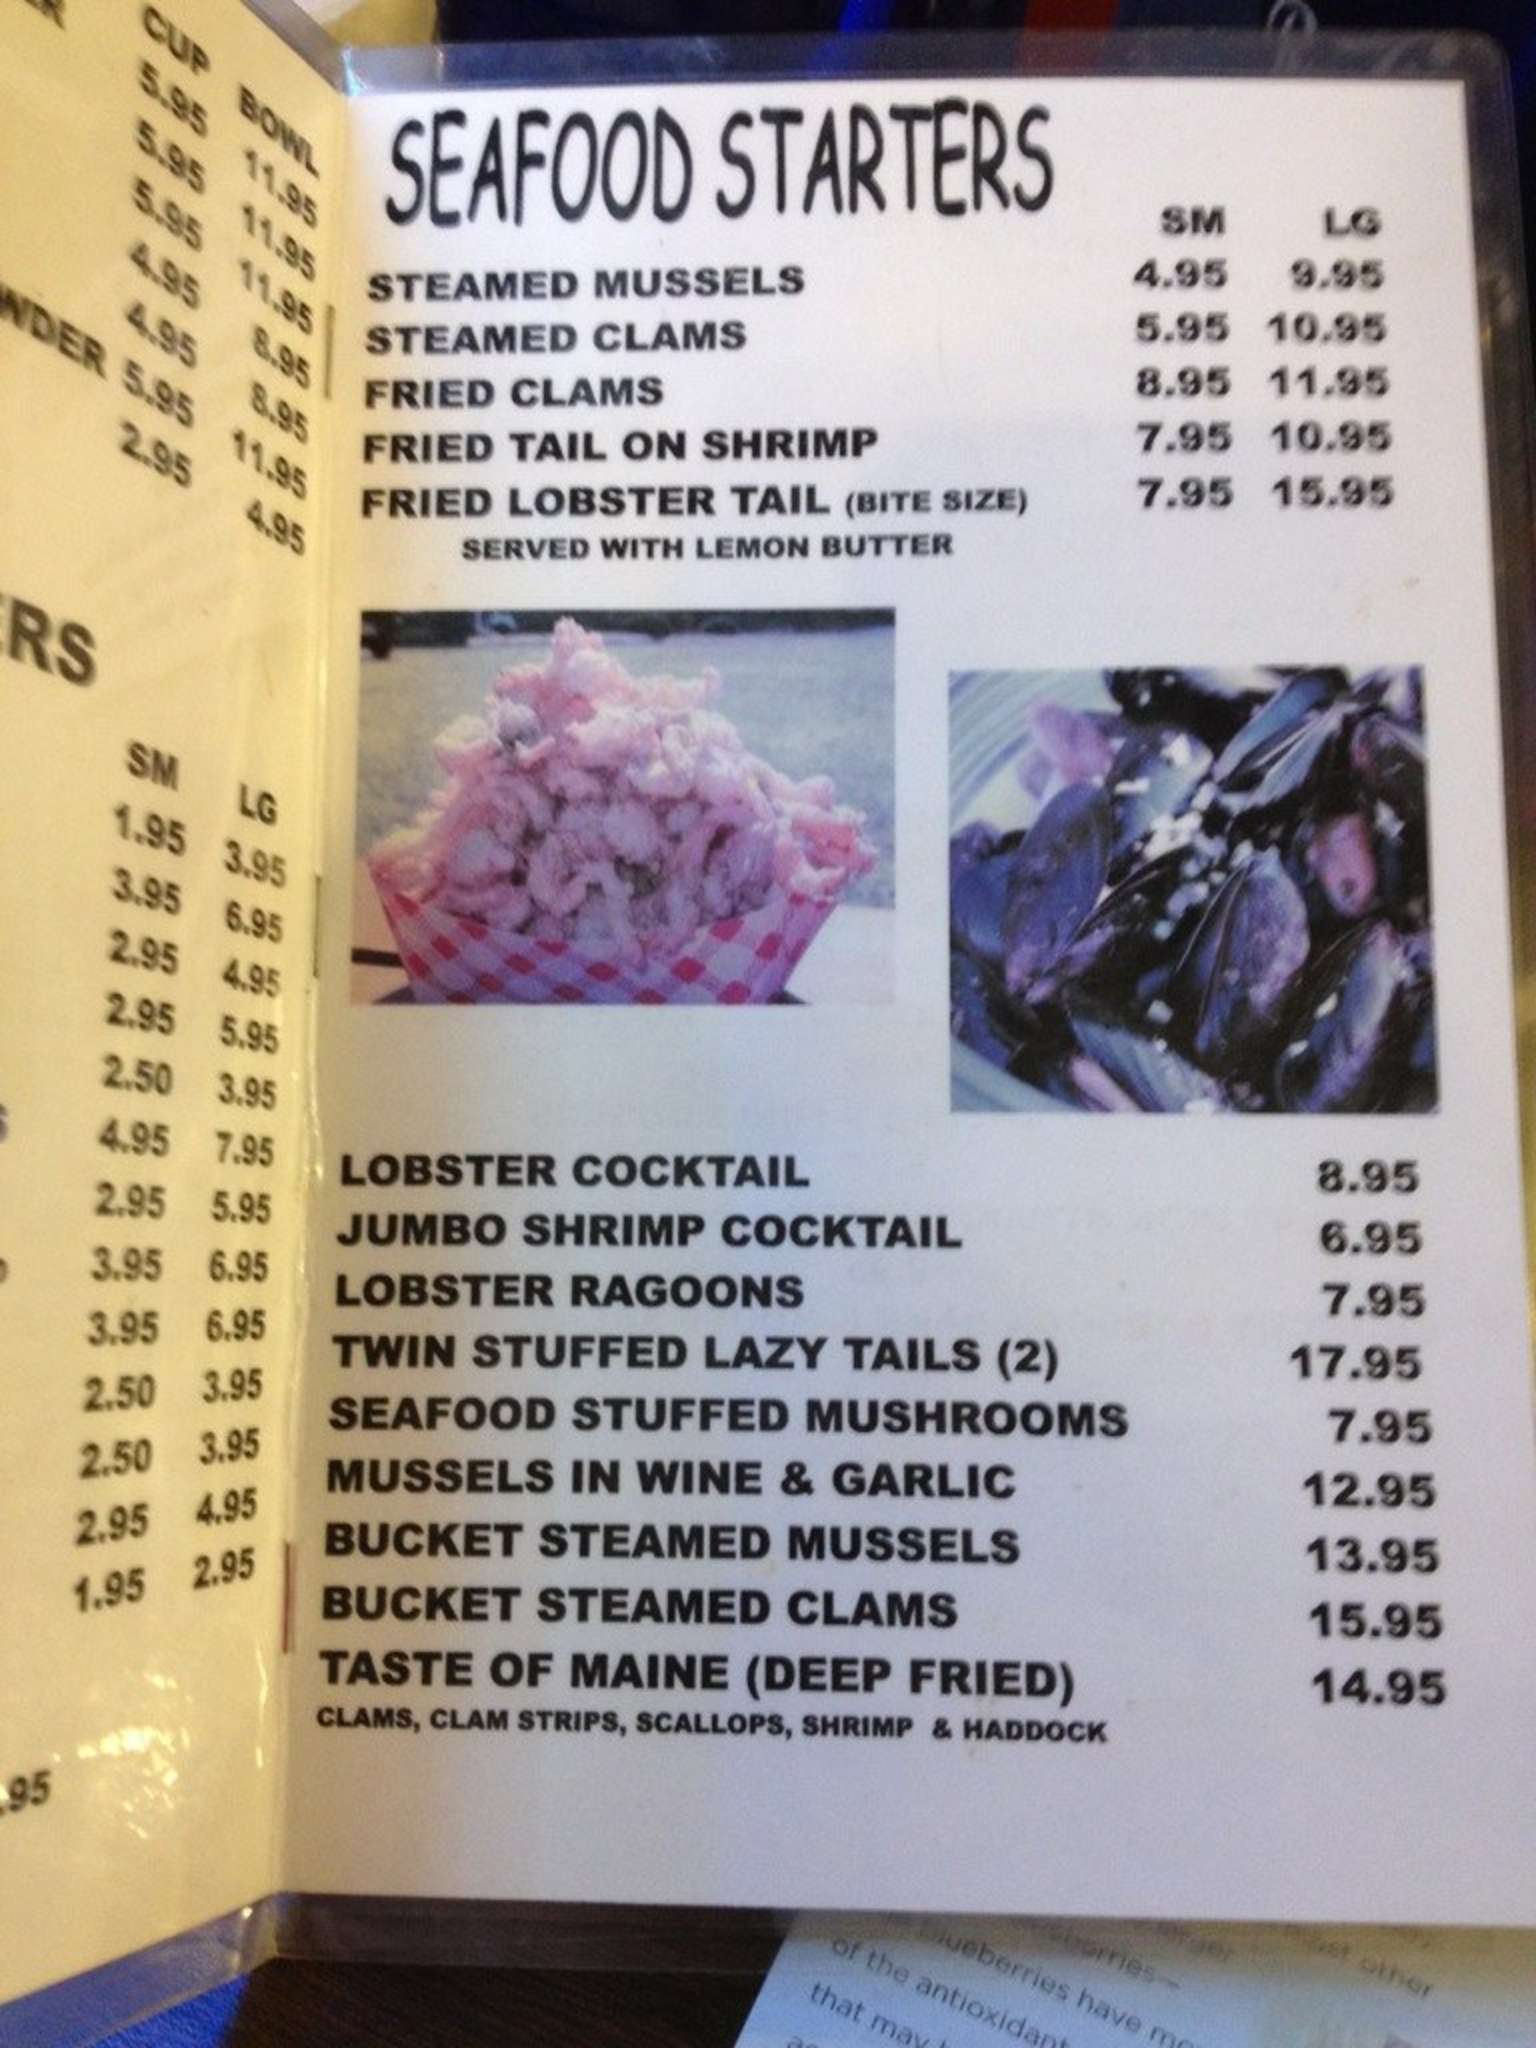 CUP BOWL
5.95 11.95
5.95 11.95
5.95 11.95
4.95 8.95
4.95 8.95
5.95 11.95
2.95 4.95
SM LG
1.95 3.95
3.95 6.95
2.95 4.95
2.95 5.95
2.50 3.95
4.95 7.95
2.95 5.95
3.95 6.95
3.95 6.95
2.50 3.95
2.50 3.95
2.95 4.95
1.95 2.95
.95
SEAFOOD STARTERS
SM LG
STEAMED MUSSELS 4.95 9.95
STEAMED CLAMS 5.95 10.95
FRIED CLAMS 8.95 11.95
FRIED TAIL ON SHRIMP 7.95 10.95
FRIED LOBSTER TAIL (BITE SIZE) 7.95 15.95
SERVED WITH LEMON BUTTER
LOBSTER COCKTAIL 8.95
JUMBO SHRIMP COCKTAIL 6.95
LOBSTER RAGOONS 7.95
TWIN STUFFED LAZY TAILS (2) 17.95
SEAFOOD STUFFED MUSHROOMS 7.95
MUSSELS IN WINE & GARLIC 12.95
BUCKET STEAMED MUSSELS 13.95
BUCKET STEAMED CLAMS 15.95
TASTE OF MAINE (DEEP FRIED) 14.95
CLAMS, CLAM STRIPS, SCALLOPS, SHRIMP & HADDOCK
other
blueberries have
of the antioxidant
that may